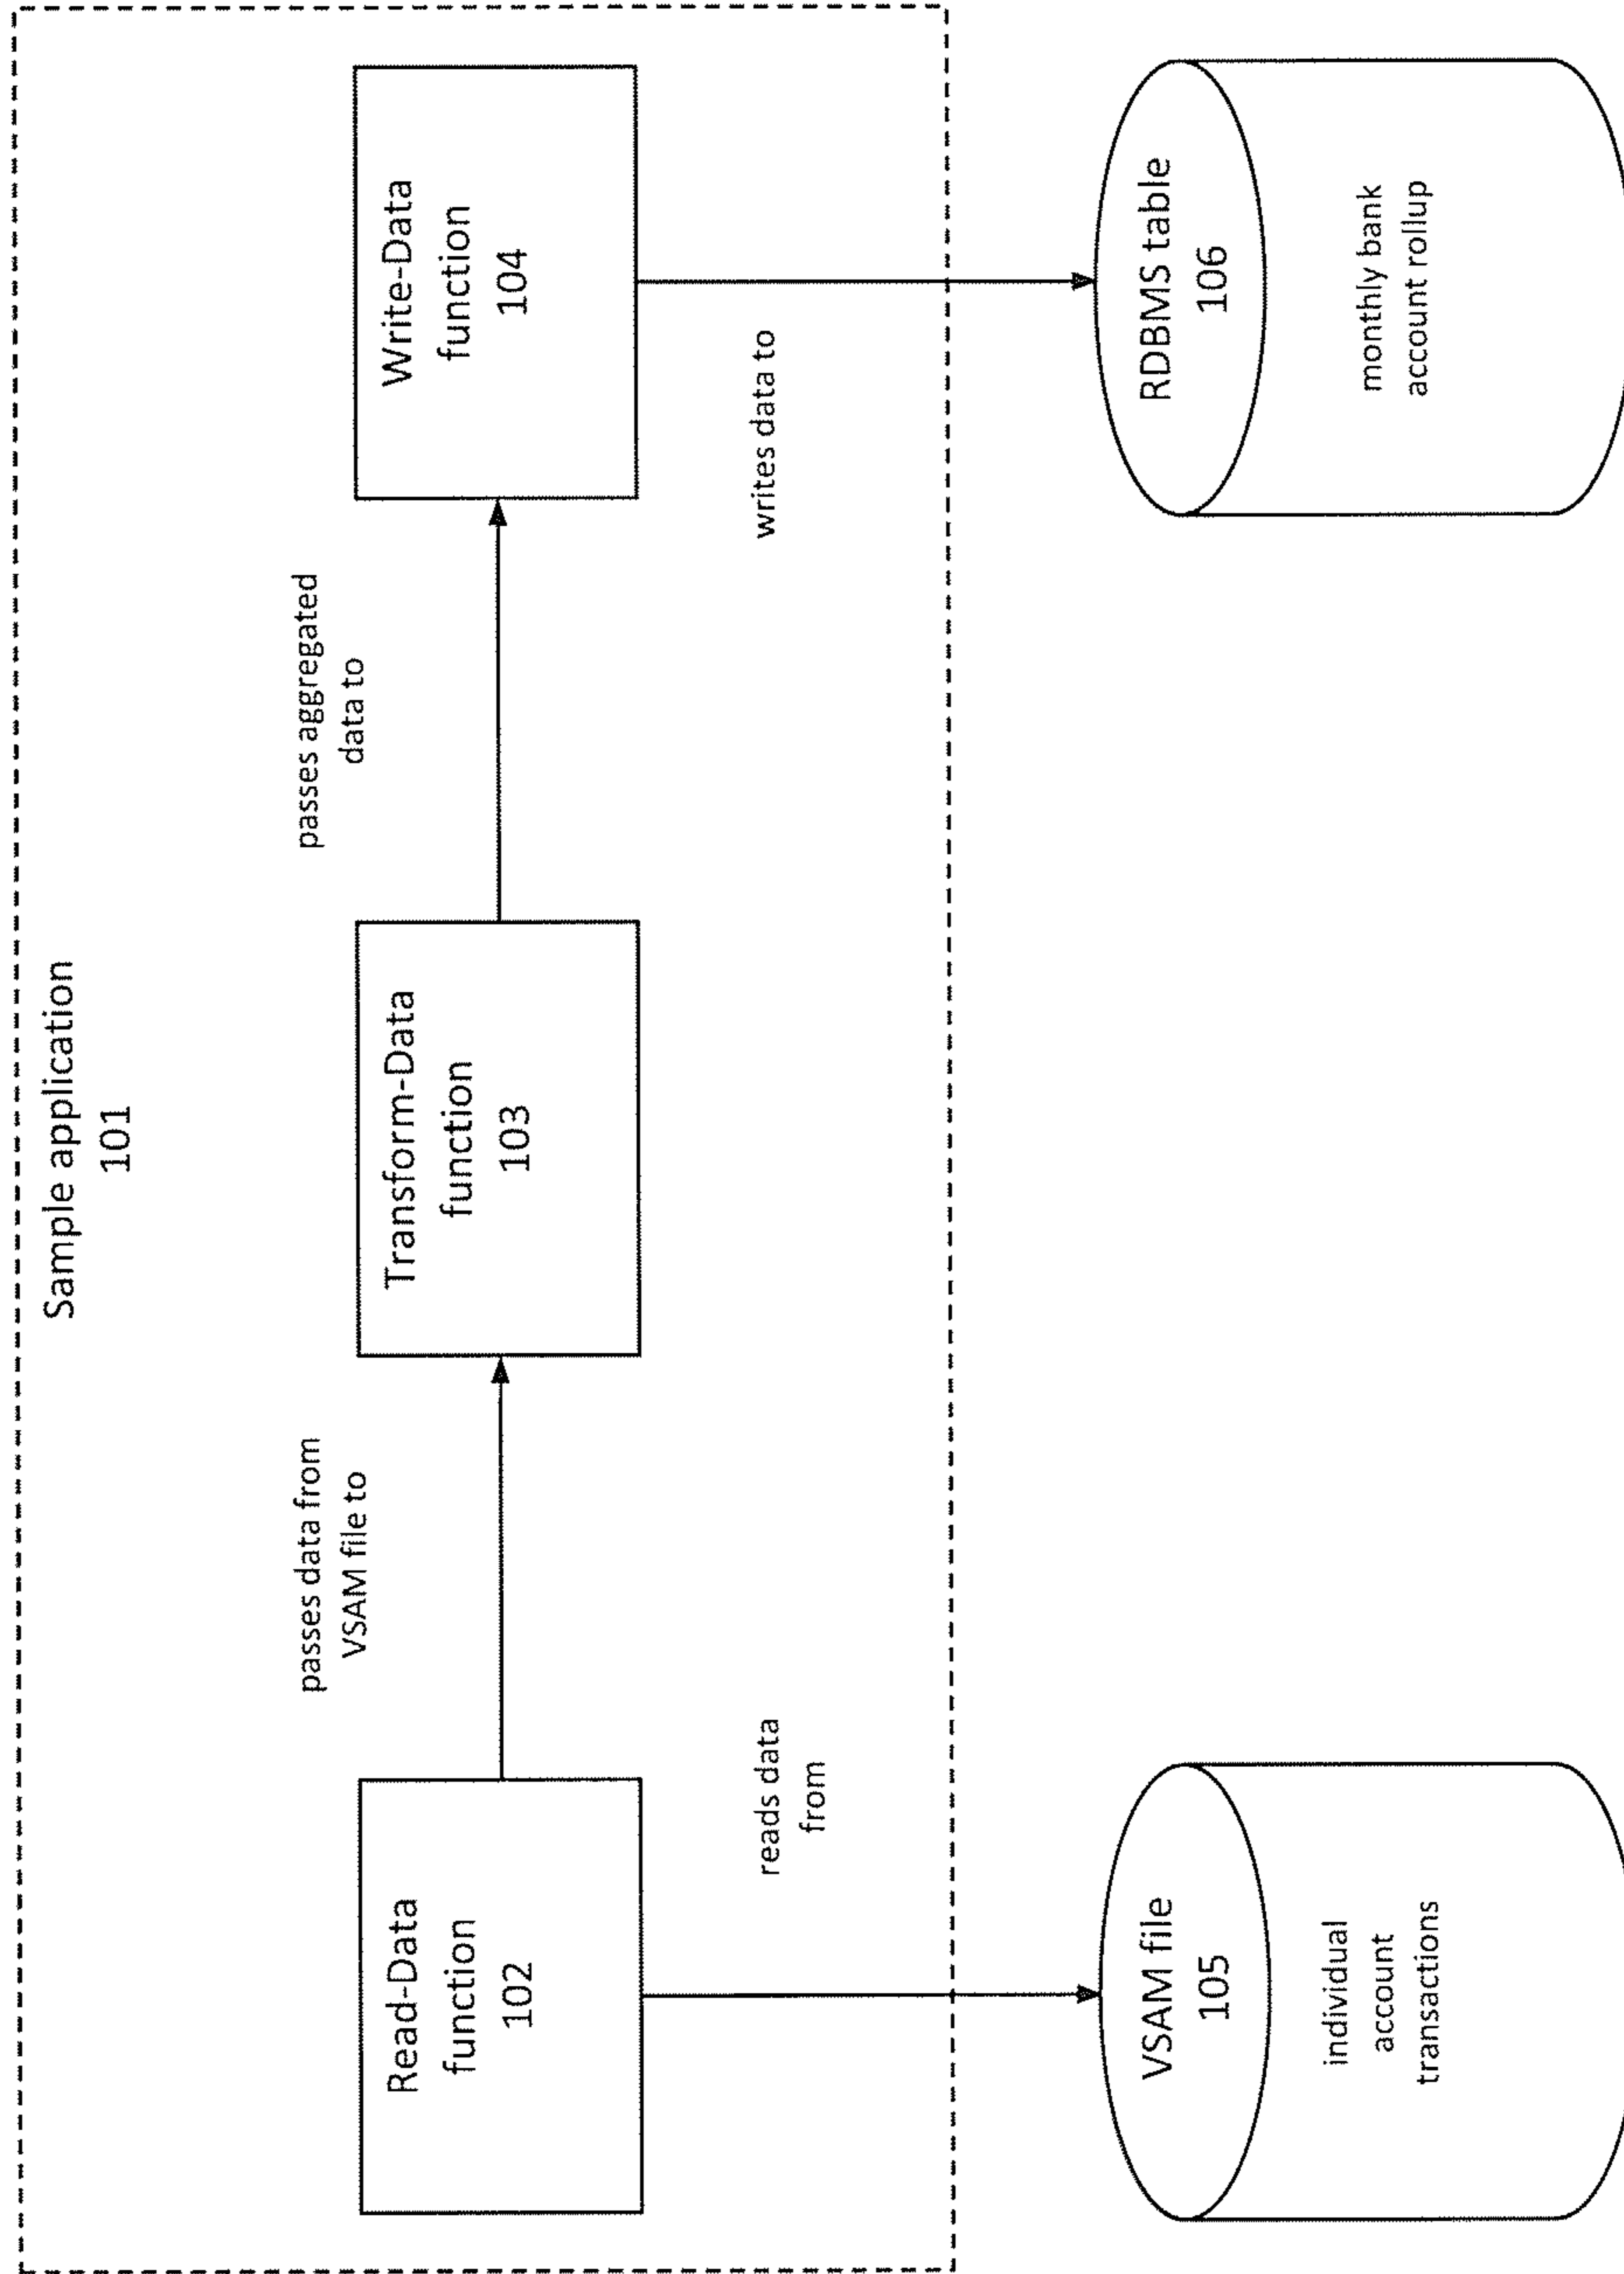 Sample application
101
passes data from
VSAM file to
passes aggregated
data to
Read-Data
function
102
Transform-Data
function
103
Write-Data
function
104
reads data
from
writes data to
VSAM file
105
individual
account
transactions
RDBMS table
106
monthly bank
account rollup